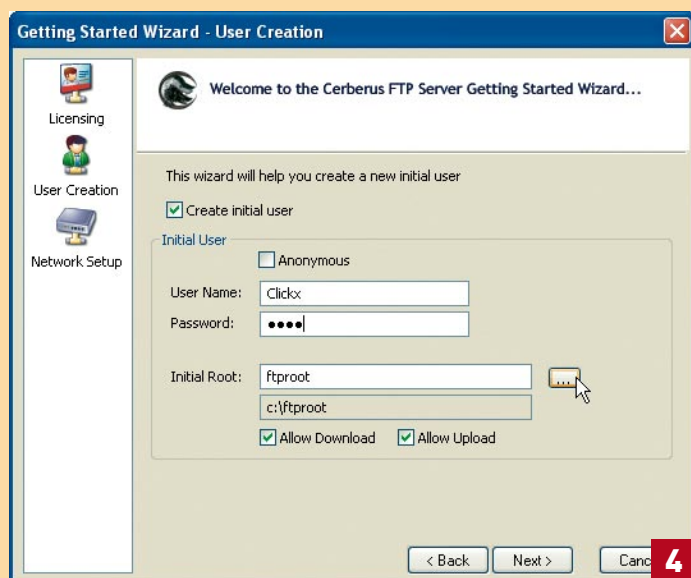 Getting Started Wizard - User Creation
Licensing
User Creation
Network Setup
Welcome to the Cerberus FTP Server Getting Started Wizard...
This wizard will help you create a new initial user
Create initial user
Initial User
Anonymous
User Name: Clickx
Password: ••••
Initial Root: ftproot
...
c:\ftproot
Allow Download Allow Upload
< Back Next > Canc
4